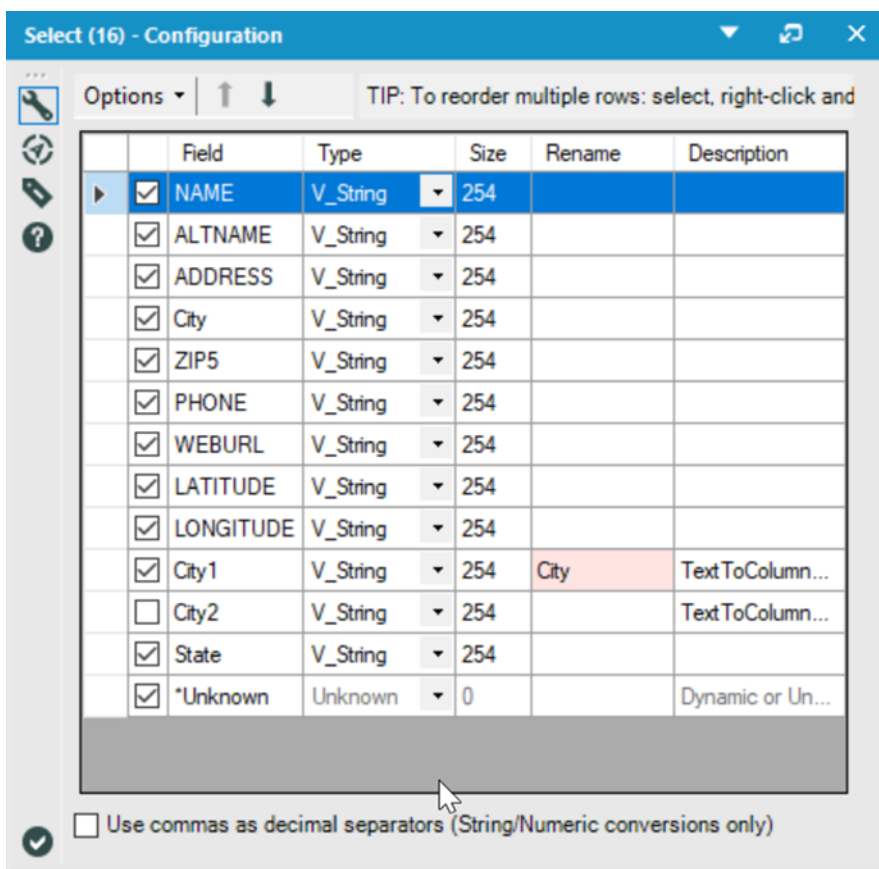 Select (16) - Configuration
Options TIP: To reorder multiple rows: select, right-click and
Field Type Size Rename Description
NAME V_String 254
ALTNAME V_String 254
ADDRESS V_String 254
City V_String 254
ZIP5 V_String 254
PHONE V_String 254
WEBURL V_String 254
LATITUDE V_String 254
LONGITUDE V_String 254
City1 V_String 254 City TextToColumn...
City2 V_String 254 TextToColumn...
State V_String 254
*Unknown Unknown 0 Dynamic or Un...
Use commas as decimal separators (String/Numeric conversions only)